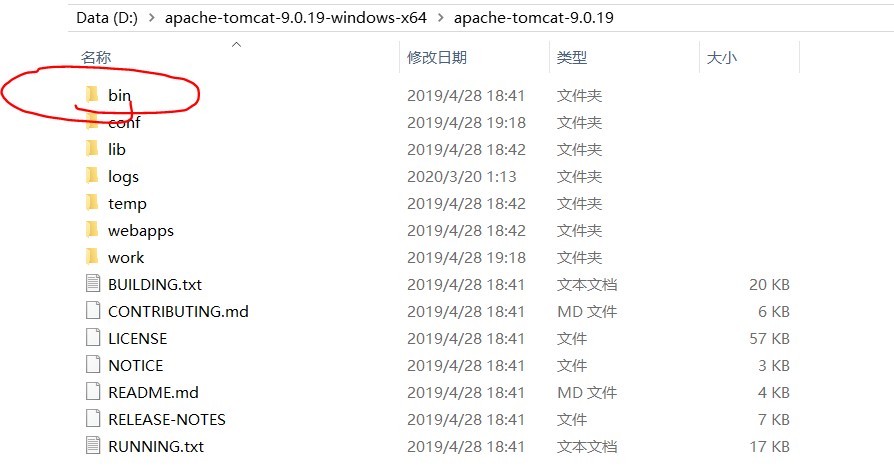 Data (D:) > apache-tomcat-9.0.19-windows-x64 > apache-tomcat-9.0.19
名称 修改日期 类型 大小
bin 2019/4/28 18:41 文件夹
conf 2019/4/28 19:18 文件夹
lib 2019/4/28 18:42 文件夹
logs 2020/3/20 1:13 文件夹
temp 2019/4/28 18:42 文件夹
webapps 2019/4/28 18:42 文件夹
work 2019/4/28 19:18 文件夹
BUILDING.txt 2019/4/28 18:41 文本文档 20 KB
CONTRIBUTING.md 2019/4/28 18:41 MD 文件 6 KB
LICENSE 2019/4/28 18:41 文件 57 KB
NOTICE 2019/4/28 18:41 文件 3 KB
README.md 2019/4/28 18:41 MD 文件 4 KB
RELEASE-NOTES 2019/4/28 18:41 文件 7 KB
RUNNING.txt 2019/4/28 18:41 文本文档 17 KB